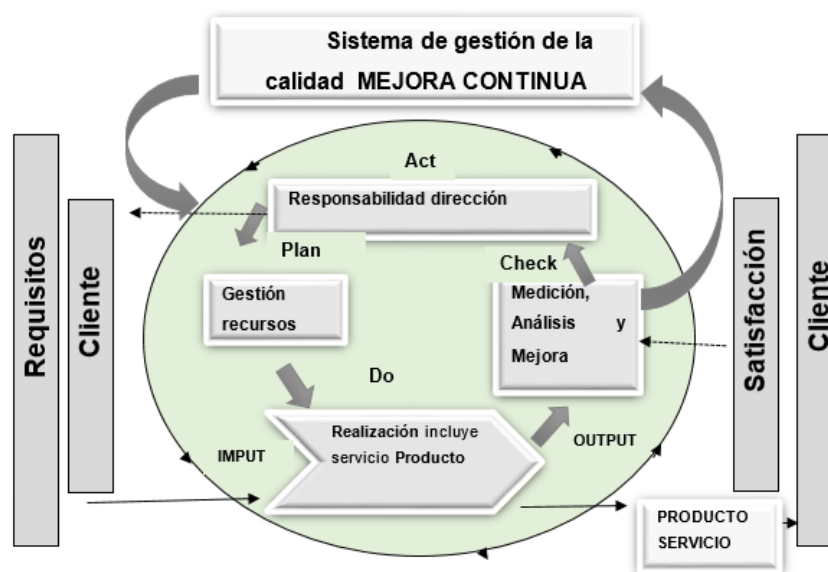 Sistema de gestión de la
calidad MEJORA CONTINUA
Act
Responsabilidad dirección
Plan
Check
Gestión
recursos
Medición,
Análisis y
Mejora
Do
Realización incluye
servicio Producto
IMPUT
OUTPUT
PRODUCTO
SERVICIO
Requisitos
Cliente
Satisfacción
Cliente